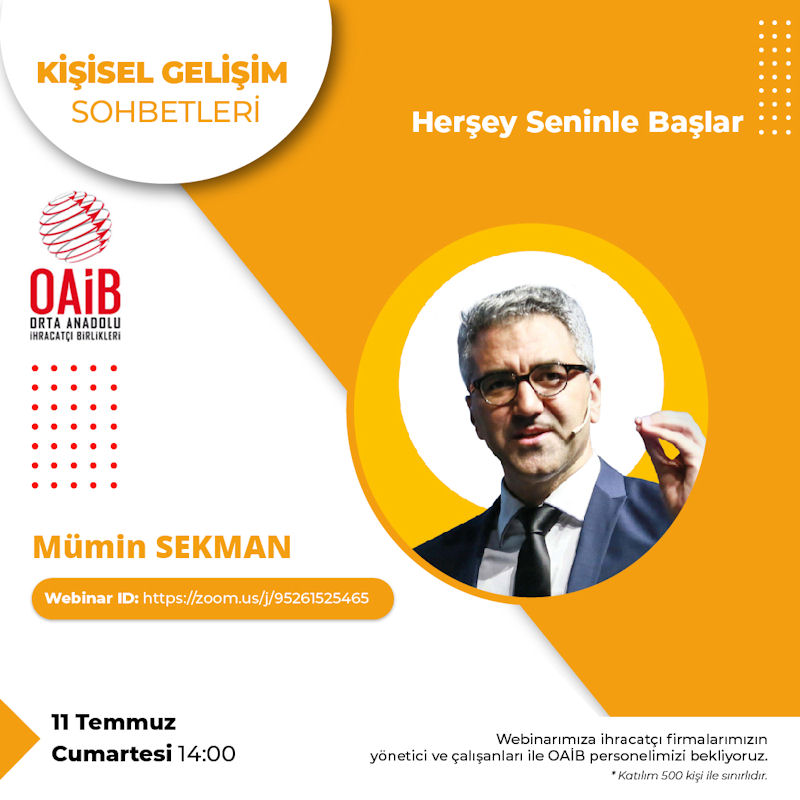 KİŞİSEL GELİŞİM
SOHBETLERİ
Herşey Seninle Başlar
OAiB
ORTA ANADOLU
İHRACATÇI BİRLİKLERİ
Mümin SEKMAN
Webinar ID: https://zoom.us/j/95261525465
11 Temmuz
Cumartesi 14:00
Webinarımıza ihracatçı firmalarımızın
yönetici ve çalışanları ile OAİB personelimizi bekliyoruz.
* Katılım 500 kişi ile sınırlıdır.